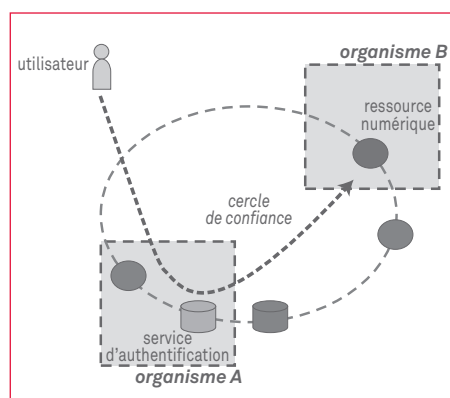 organisme B
utilisateur
ressource
numérique
cercle
de confiance
service
d'authentification
organisme A